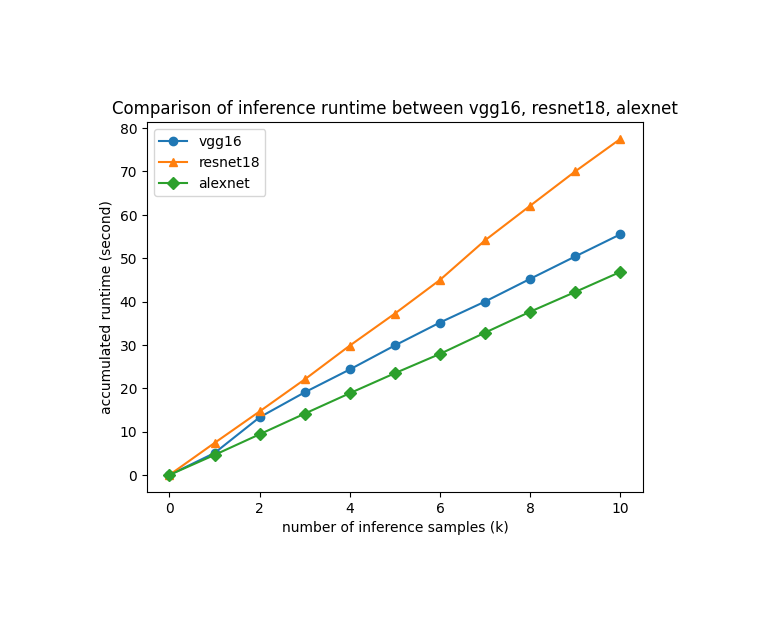 Comparison of inference runtime between vgg16, resnet18, alexnet
vgg16
resnet18
alexnet
accumulated runtime (second)
80
70
60
50
40
30
20
10
0
0 2 4 6 8 10
number of inference samples (k)